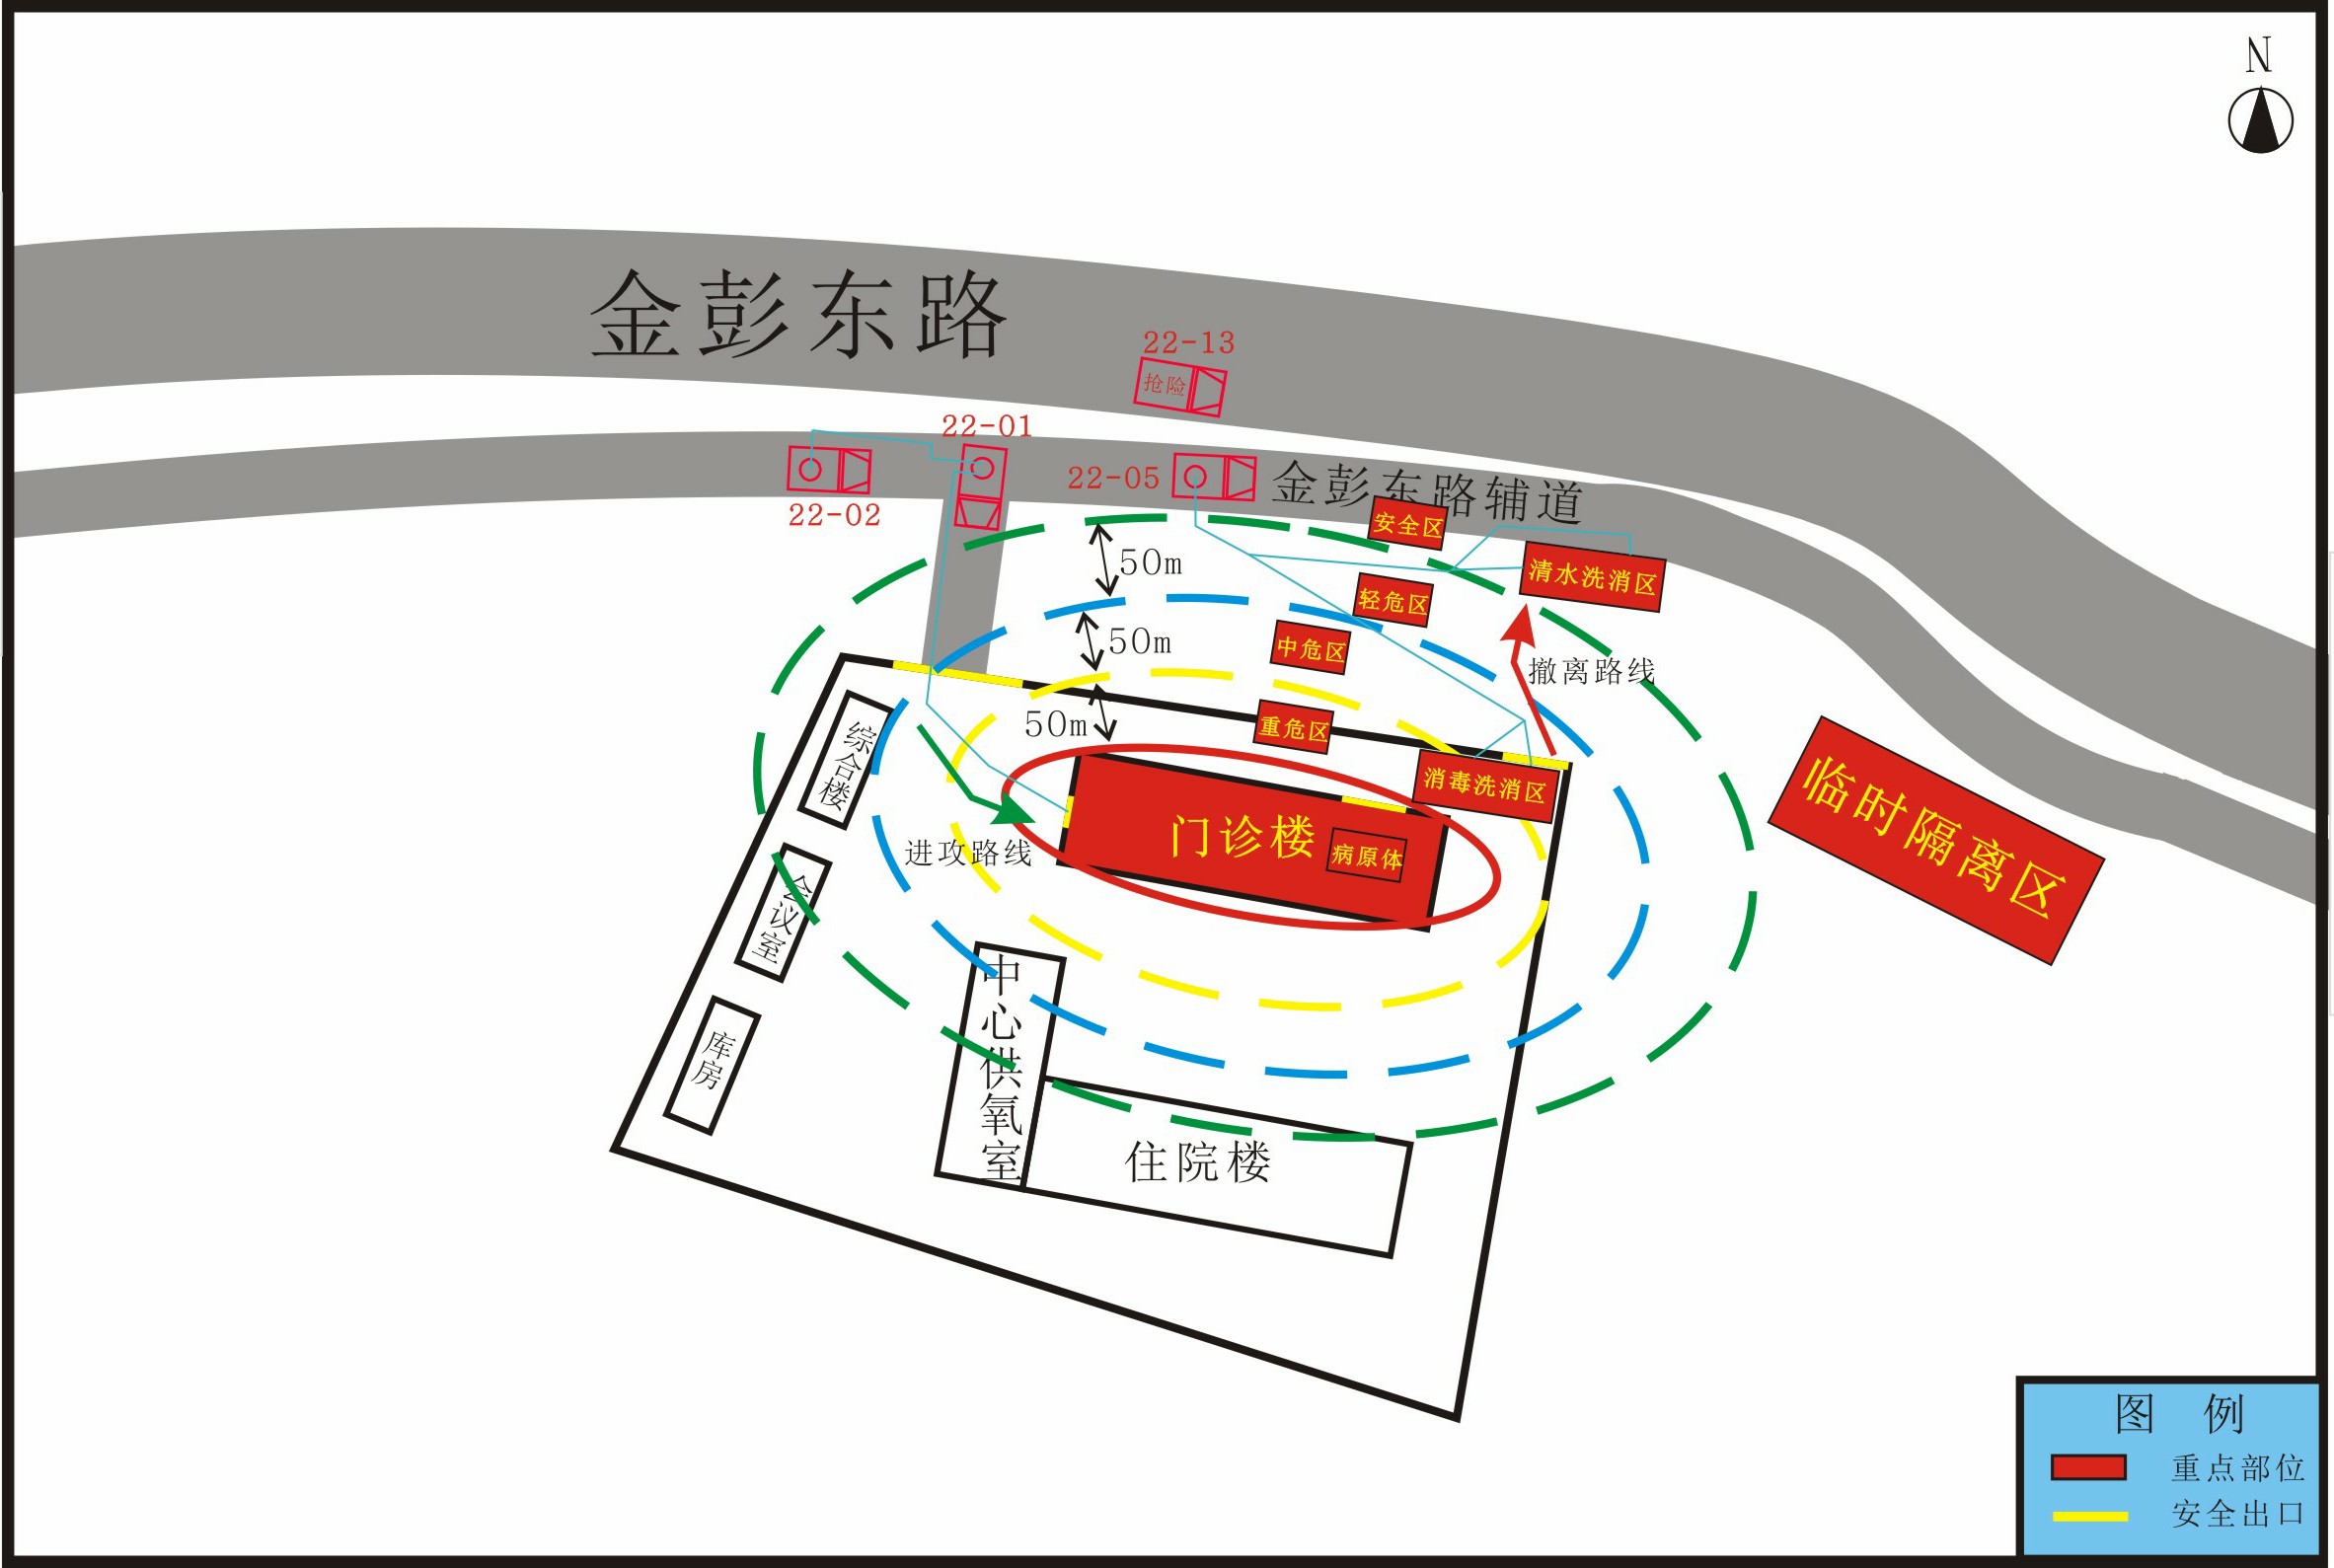 N
金彭东路
22-13
抢险
22-01
22-05
金彭东路辅道
22-02
安全区
50m
清水洗消区
轻危区
50m
中危区
撤离路线
50m
重危区
综合楼
消毒洗消区
临时隔离区
门诊楼
病原体
进攻路线
会议室
中心供氧室
库房
住院楼
图 例
重点部位
安全出口